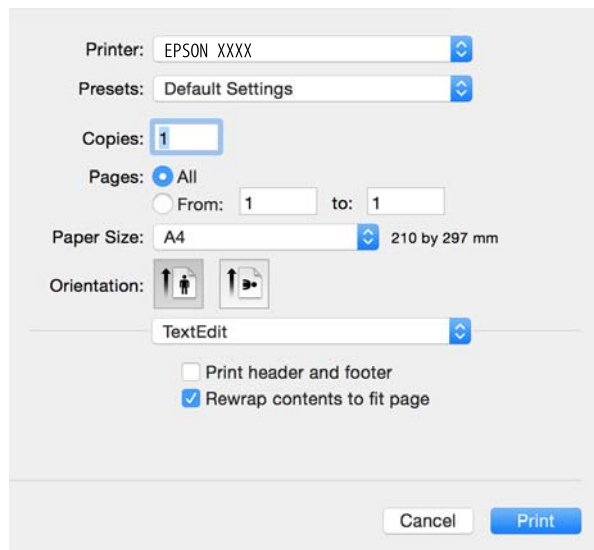 Printer: EPSON XXXX
Presets: Default Settings
Copies: 1
Pages: All
From: 1 to: 1
Paper Size: A4 210 by 297 mm
Orientation:
TextEdit
Print header and footer
Rewrap contents to fit page
Cancel Print